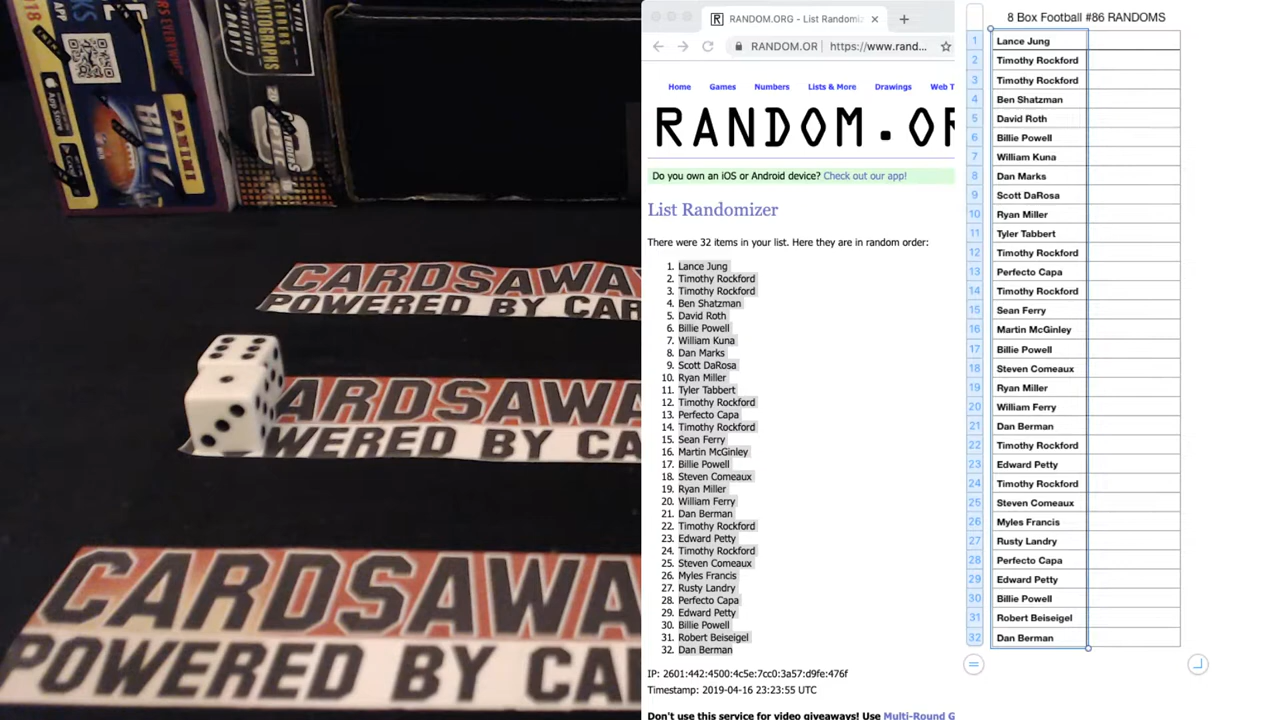 18
BLITZ
PANINI
App Store
AUTOGRAPHS
CARDSAWA
POWERED BY CAR
ARDSAWA
WERED BY CA
CARDSAWA
POWERED BY CA
RANDOM.ORG - List Randomiz
RANDOM.OR
https://www.rand...
Home Games Numbers Lists & More Drawings Web T
RANDOM.OR
Do you own an iOS or Android device? Check out our app!
List Randomizer
There were 32 items in your list. Here they are in random order:
1. Lance Jung
2. Timothy Rockford
3. Timothy Rockford
4. Ben Shatzman
5. David Roth
6. Billie Powell
7. William Kuna
8. Dan Marks
9. Scott DaRosa
10. Ryan Miller
11. Tyler Tabbert
12. Timothy Rockford
13. Perfecto Capa
14. Timothy Rockford
15. Sean Ferry
16. Martin McGinley
17. Billie Powell
18. Steven Comeaux
19. Ryan Miller
20. William Ferry
21. Dan Berman
22. Timothy Rockford
23. Edward Petty
24. Timothy Rockford
25. Steven Comeaux
26. Myles Francis
27. Rusty Landry
28. Perfecto Capa
29. Edward Petty
30. Billie Powell
31. Robert Beiseigel
32. Dan Berman
IP: 2601:442:4500:4c5e:7cc0:3a57:d9fe:476f
Timestamp: 2019-04-16 23:23:55 UTC
Don't use this service for video giveaways! Use Multi-Round G
8 Box Football #86 RANDOMS
1 Lance Jung
2 Timothy Rockford
3 Timothy Rockford
4 Ben Shatzman
5 David Roth
6 Billie Powell
7 William Kuna
8 Dan Marks
9 Scott DaRosa
10 Ryan Miller
11 Tyler Tabbert
12 Timothy Rockford
13 Perfecto Capa
14 Timothy Rockford
15 Sean Ferry
16 Martin McGinley
17 Billie Powell
18 Steven Comeaux
19 Ryan Miller
20 William Ferry
21 Dan Berman
22 Timothy Rockford
23 Edward Petty
24 Timothy Rockford
25 Steven Comeaux
26 Myles Francis
27 Rusty Landry
28 Perfecto Capa
29 Edward Petty
30 Billie Powell
31 Robert Beiseigel
32 Dan Berman